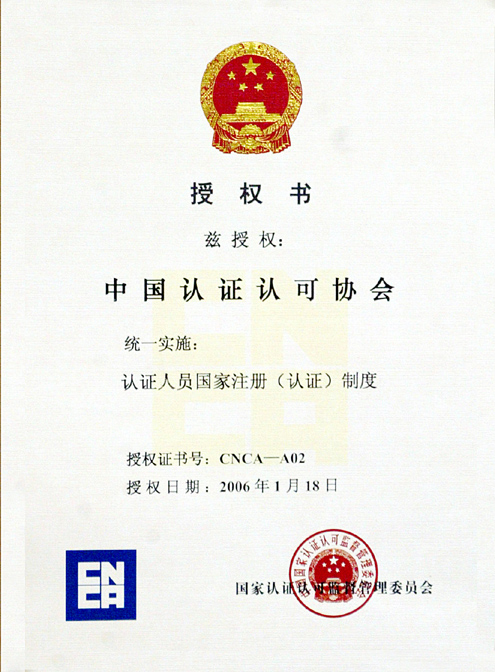 授权书
兹授权：
中国认证认可协会
统一实施：
认证人员国家注册（认证）制度
授权证书号：CNCA—A02
授权日期：2006年1月18日
CNCA
国家认证认可监督管理委员会